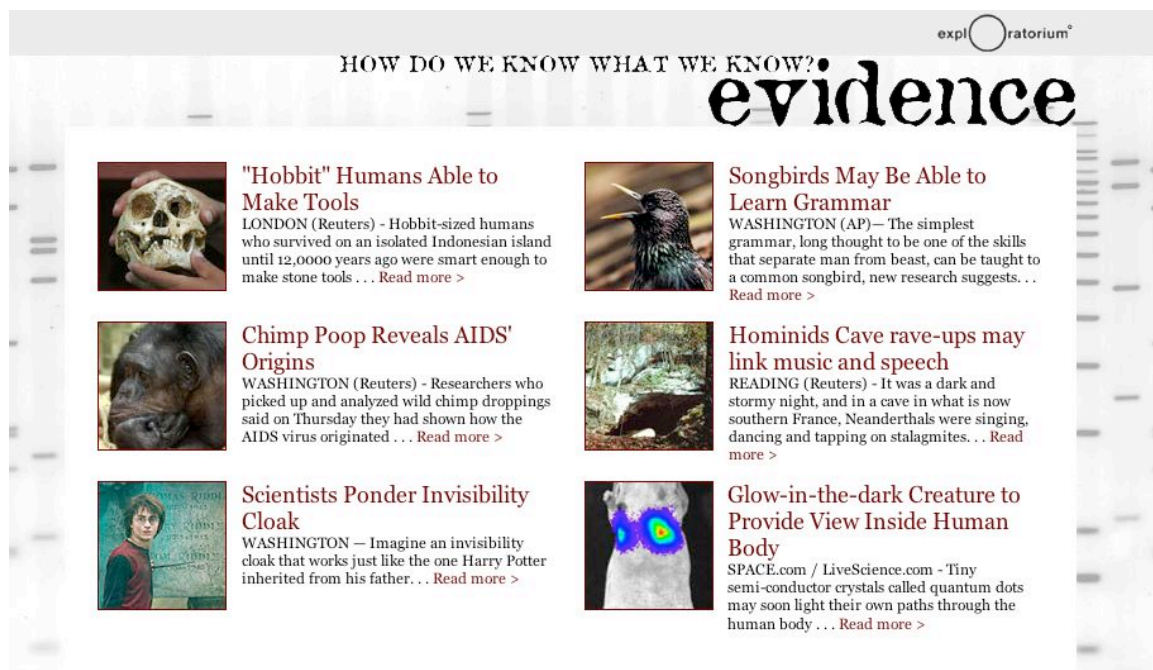 expl ratorium®
HOW DO WE KNOW WHAT WE KNOW?
evidence
"Hobbit" Humans Able to
Make Tools
LONDON (Reuters) - Hobbit-sized humans
who survived on an isolated Indonesian island
until 12,0000 years ago were smart enough to
make stone tools . . . Read more >
Songbirds May Be Able to
Learn Grammar
WASHINGTON (AP)— The simplest
grammar, long thought to be one of the skills
that separate man from beast, can be taught to
a common songbird, new research suggests. . .
Read more >
Chimp Poop Reveals AIDS'
Origins
WASHINGTON (Reuters) - Researchers who
picked up and analyzed wild chimp droppings
said on Thursday they had shown how the
AIDS virus originated . . . Read more >
Hominids Cave rave-ups may
link music and speech
READING (Reuters) - It was a dark and
stormy night, and in a cave in what is now
southern France, Neanderthals were singing,
dancing and tapping on stalagmites. . . Read
more >
Scientists Ponder Invisibility
Cloak
WASHINGTON — Imagine an invisibility
cloak that works just like the one Harry Potter
inherited from his father. . . Read more >
Glow-in-the-dark Creature to
Provide View Inside Human
Body
SPACE.com / LiveScience.com - Tiny
semi-conductor crystals called quantum dots
may soon light their own paths through the
human body . . . Read more >